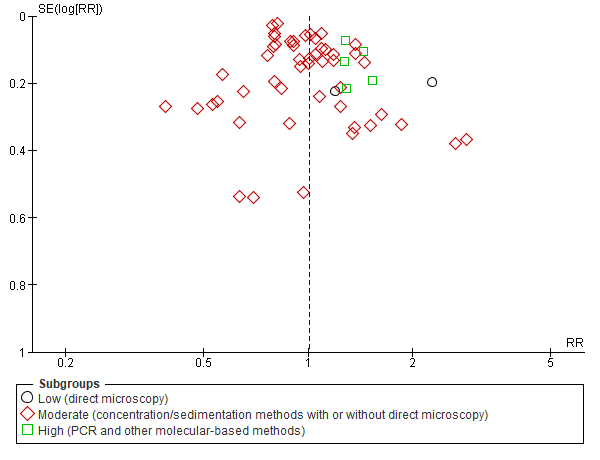 SE(log[RR])
0
0.2
0.4
0.6
0.8
1
RR
0.2 0.5 1 2 5
Subgroups
Low (direct microscopy)
Moderate (concentration/sedimentation methods with or without direct microscopy)
High (PCR and other molecular-based methods)